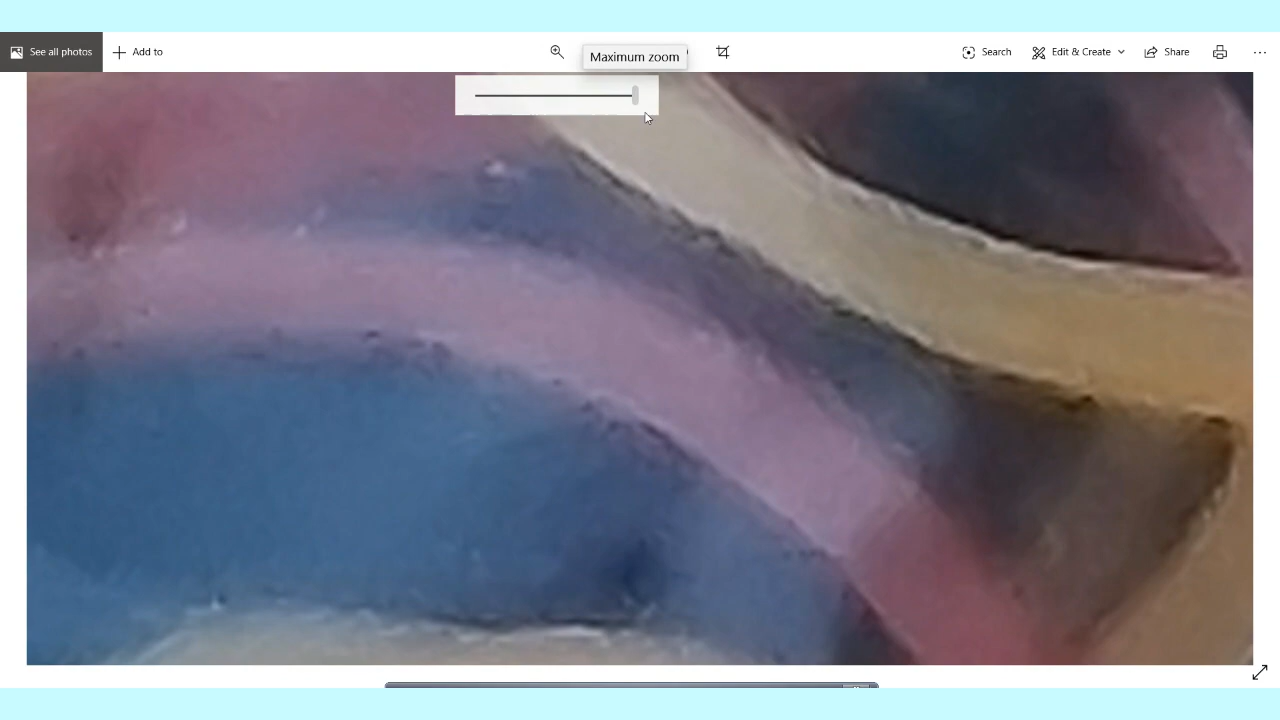 See all photos
Add to
Maximum zoom
Search
Edit & Create
Share